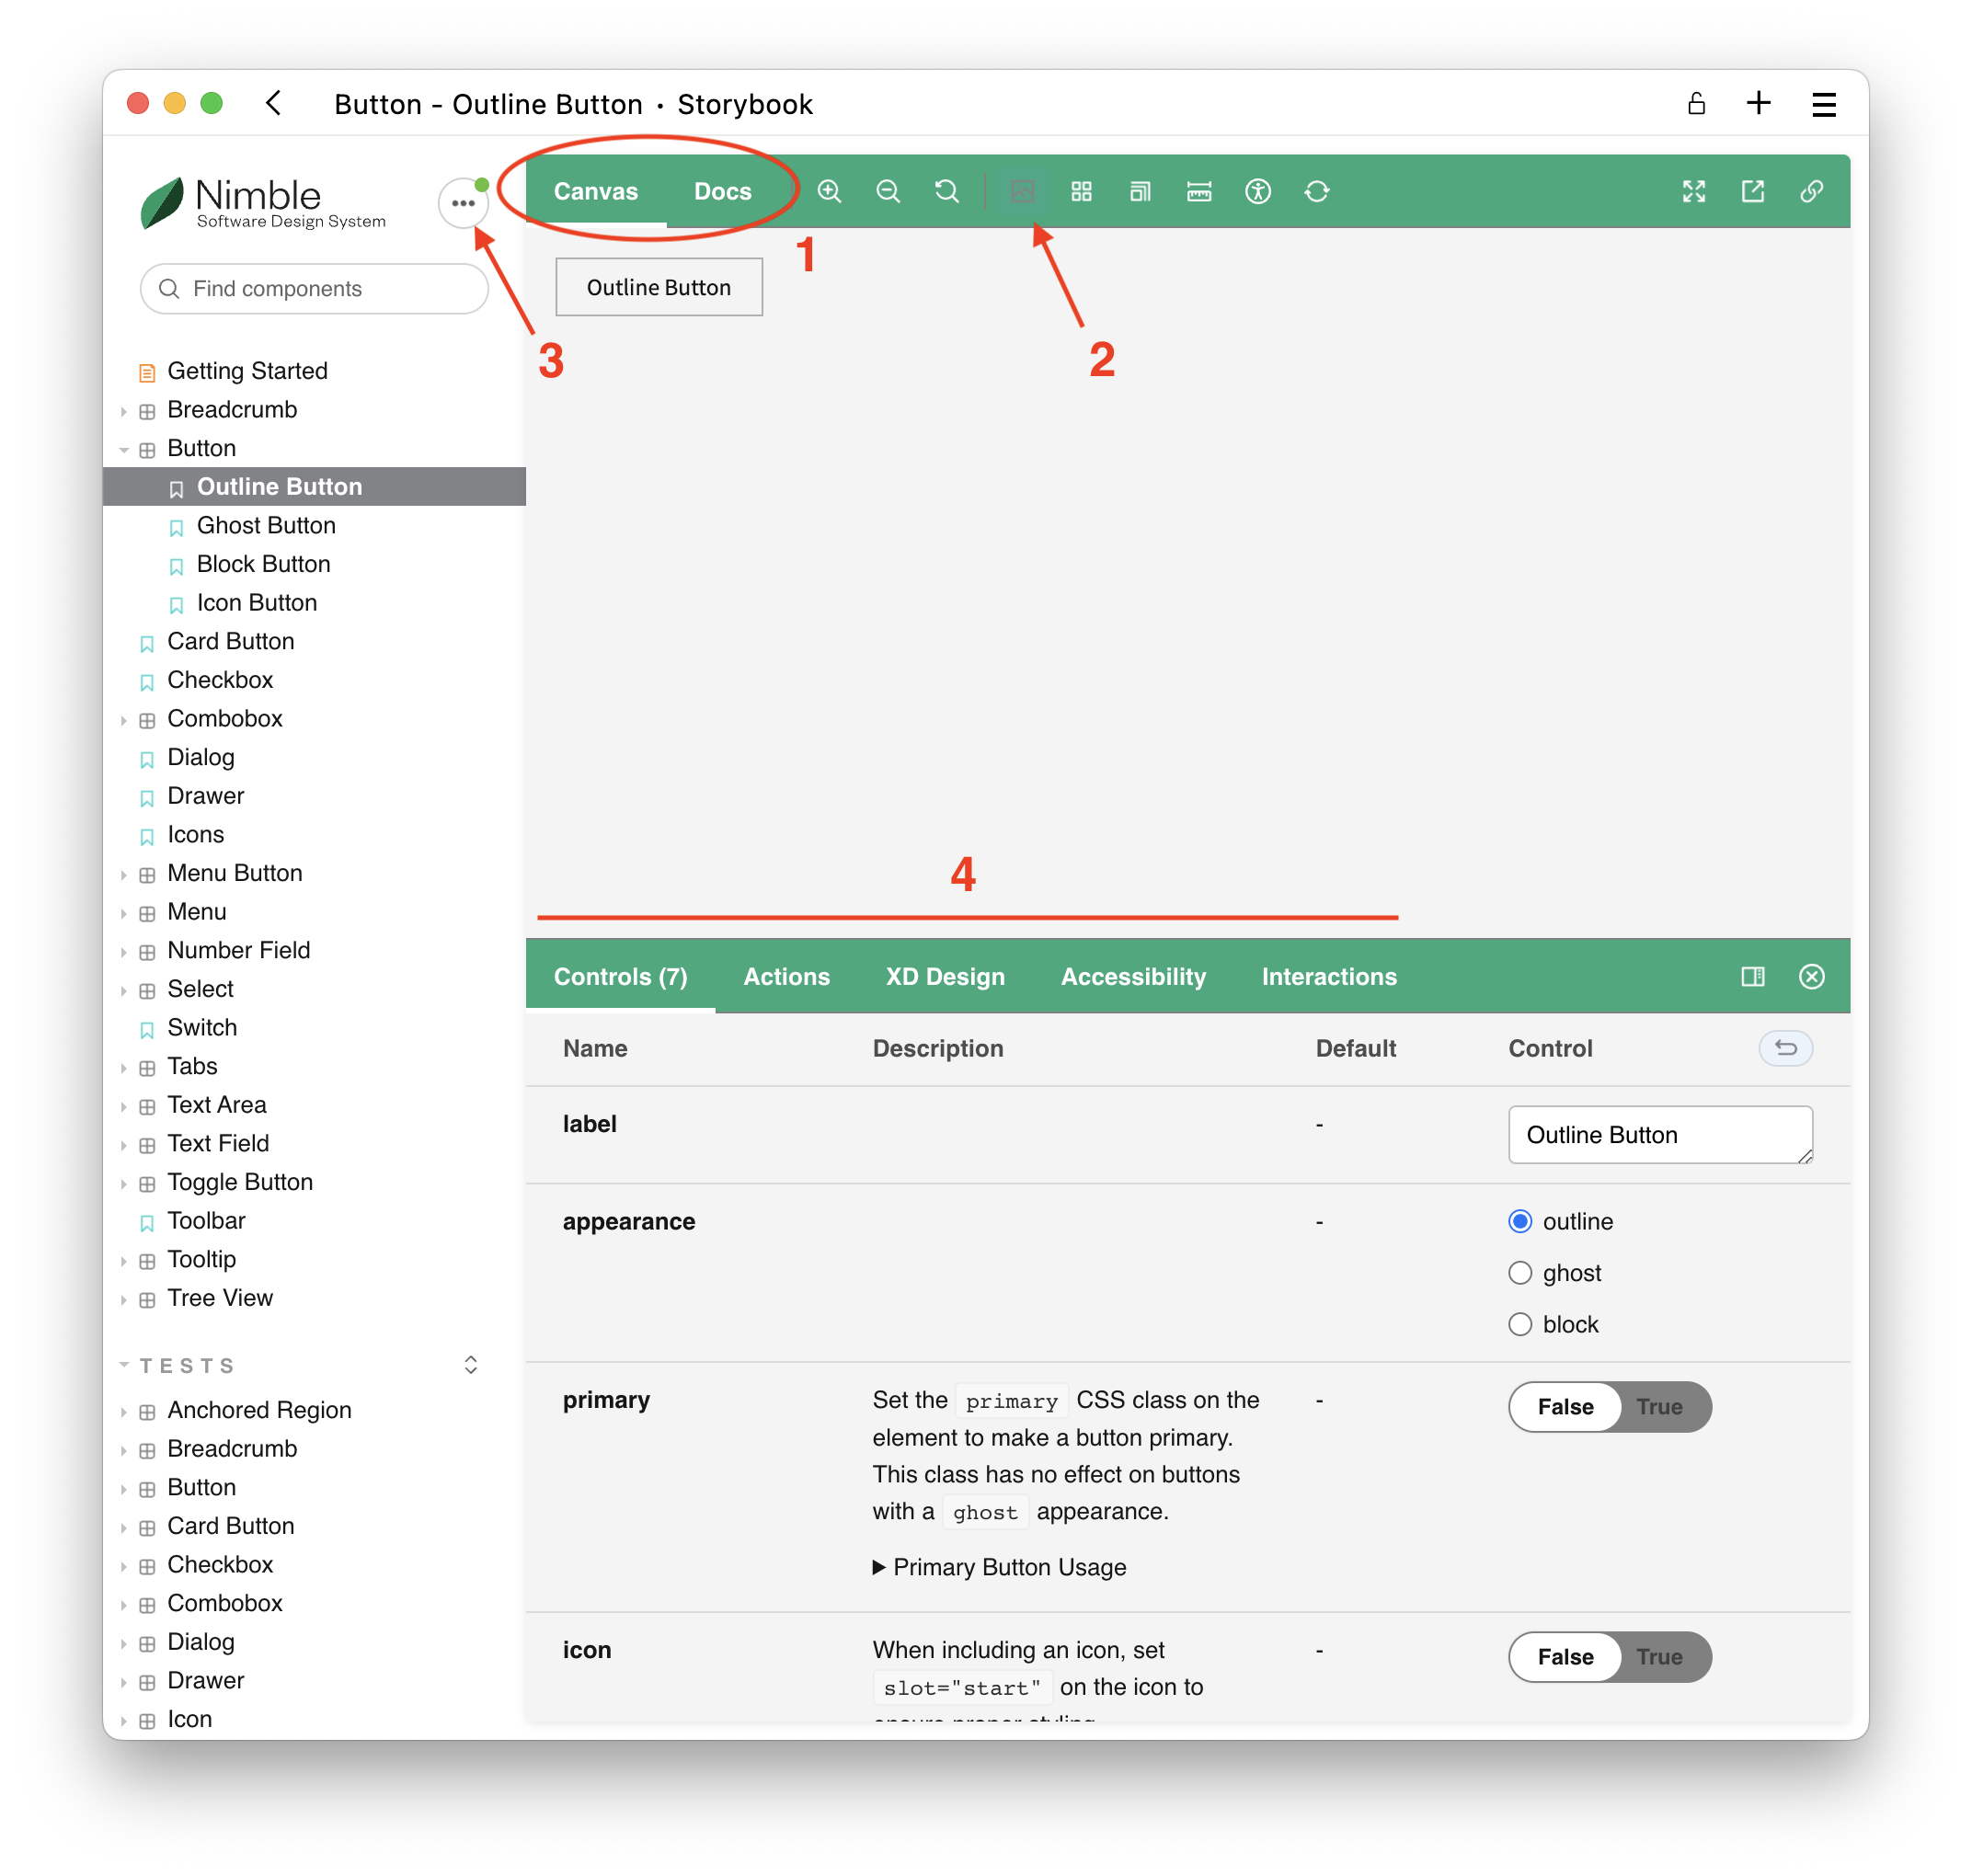 Button - Outline Button • Storybook
Nimble
Software Design System
Find components
Getting Started
Breadcrumb
Button
Outline Button
Ghost Button
Block Button
Icon Button
Card Button
Checkbox
Combobox
Dialog
Drawer
Icons
Menu Button
Menu
Number Field
Select
Switch
Tabs
Text Area
Text Field
Toggle Button
Toolbar
Tooltip
Tree View
TESTS
Anchored Region
Breadcrumb
Button
Card Button
Checkbox
Combobox
Dialog
Drawer
Icon
Canvas Docs
1
2
3
Outline Button
4
Controls (7) Actions XD Design Accessibility Interactions
Name Description Default Control
label - Outline Button
appearance - outline
ghost
block
primary Set the primary CSS class on the - False True
element to make a button primary.
This class has no effect on buttons
with a ghost appearance.
▶ Primary Button Usage
icon When including an icon, set - False True
slot="start" on the icon to
ensure proper styling